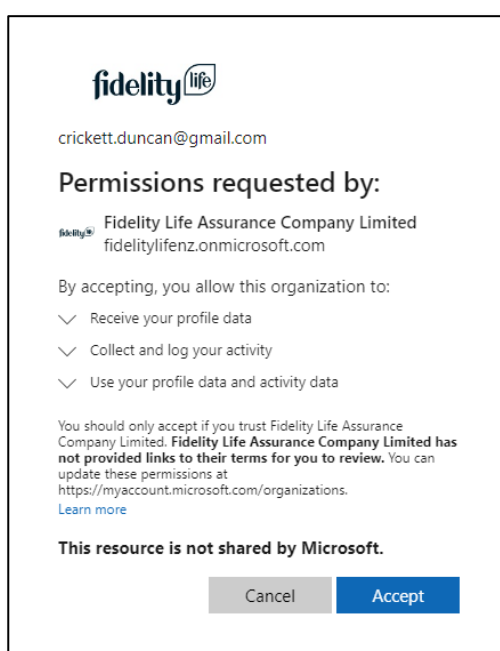 fidelity life
crickett.duncan@gmail.com
Permissions requested by:
fidelity life Fidelity Life Assurance Company Limited
fidelitylifenz.onmicrosoft.com
By accepting, you allow this organization to:
Receive your profile data
Collect and log your activity
Use your profile data and activity data
You should only accept if you trust Fidelity Life Assurance
Company Limited. Fidelity Life Assurance Company Limited has
not provided links to their terms for you to review. You can
update these permissions at
https://myaccount.microsoft.com/organizations.
Learn more
This resource is not shared by Microsoft.
Cancel Accept